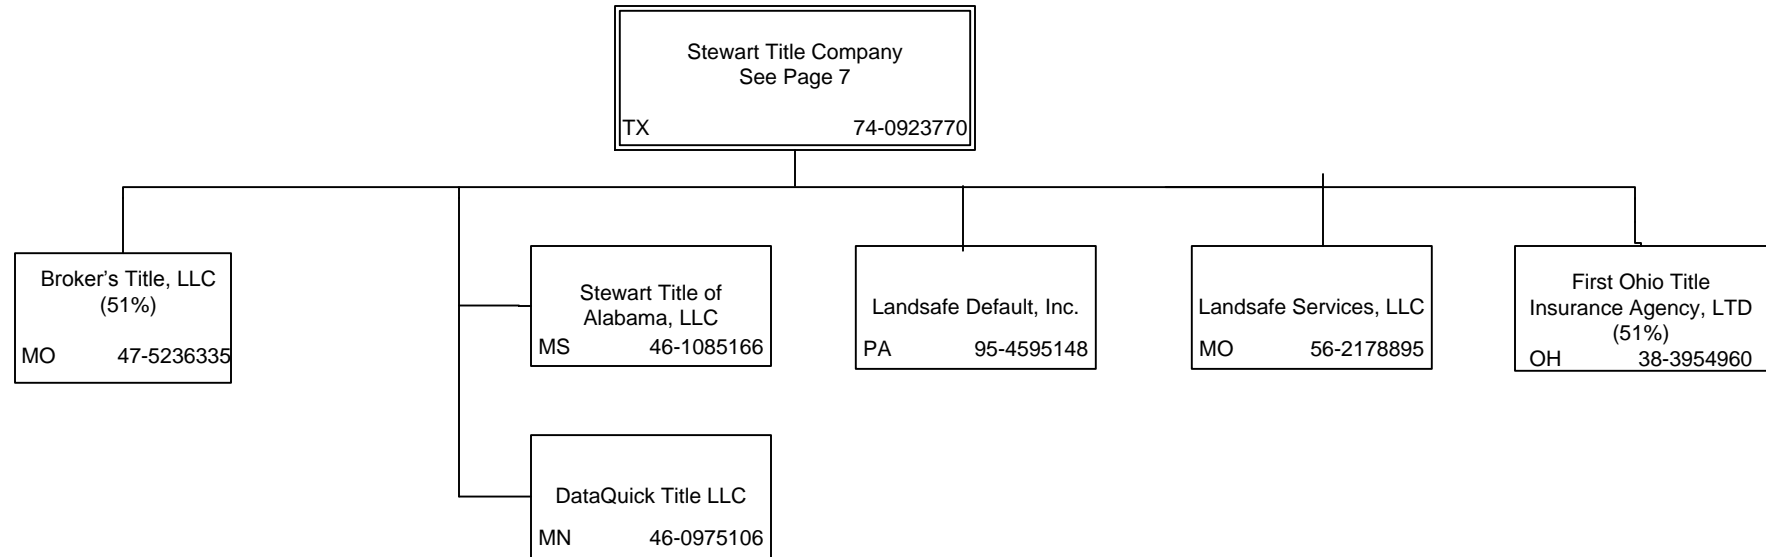 Stewart Title Company
See Page 7
TX 74-0923770
Broker’s Title, LLC
(51%)
MO 47-5236335
Stewart Title of
Alabama, LLC
MS 46-1085166
Landsafe Default, Inc.
PA 95-4595148
Landsafe Services, LLC
MO 56-2178895
First Ohio Title
Insurance Agency, LTD
(51%)
OH 38-3954960
DataQuick Title LLC
MN 46-0975106